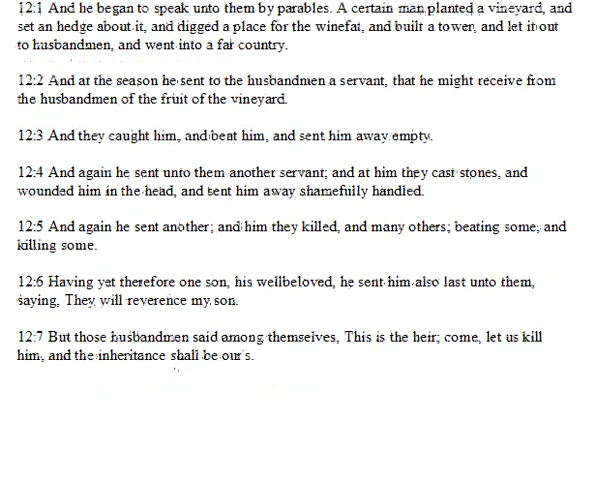 12:1 And he began to speak unto them by parables. A certain man planted a vineyard, and
set an hedge about it, and digged a place for the winefat, and built a tower, and let it out
to husbandmen, and went into a far country.
12:2 And at the season he sent to the husbandmen a servant, that he might receive from
the husbandmen of the fruit of the vineyard.
12:3 And they caught him, and beat him, and sent him away empty.
12:4 And again he sent unto them another servant; and at him they cast stones, and
wounded him in the head, and sent him away shamefully handled.
12:5 And again he sent another; and him they killed, and many others; beating some, and
killing some.
12:6 Having yet therefore one son, his wellbeloved, he sent him also last unto them,
saying, They will reverence my son.
12:7 But those husbandmen said among themselves, This is the heir; come, let us kill
him, and the inheritance shall be our's.